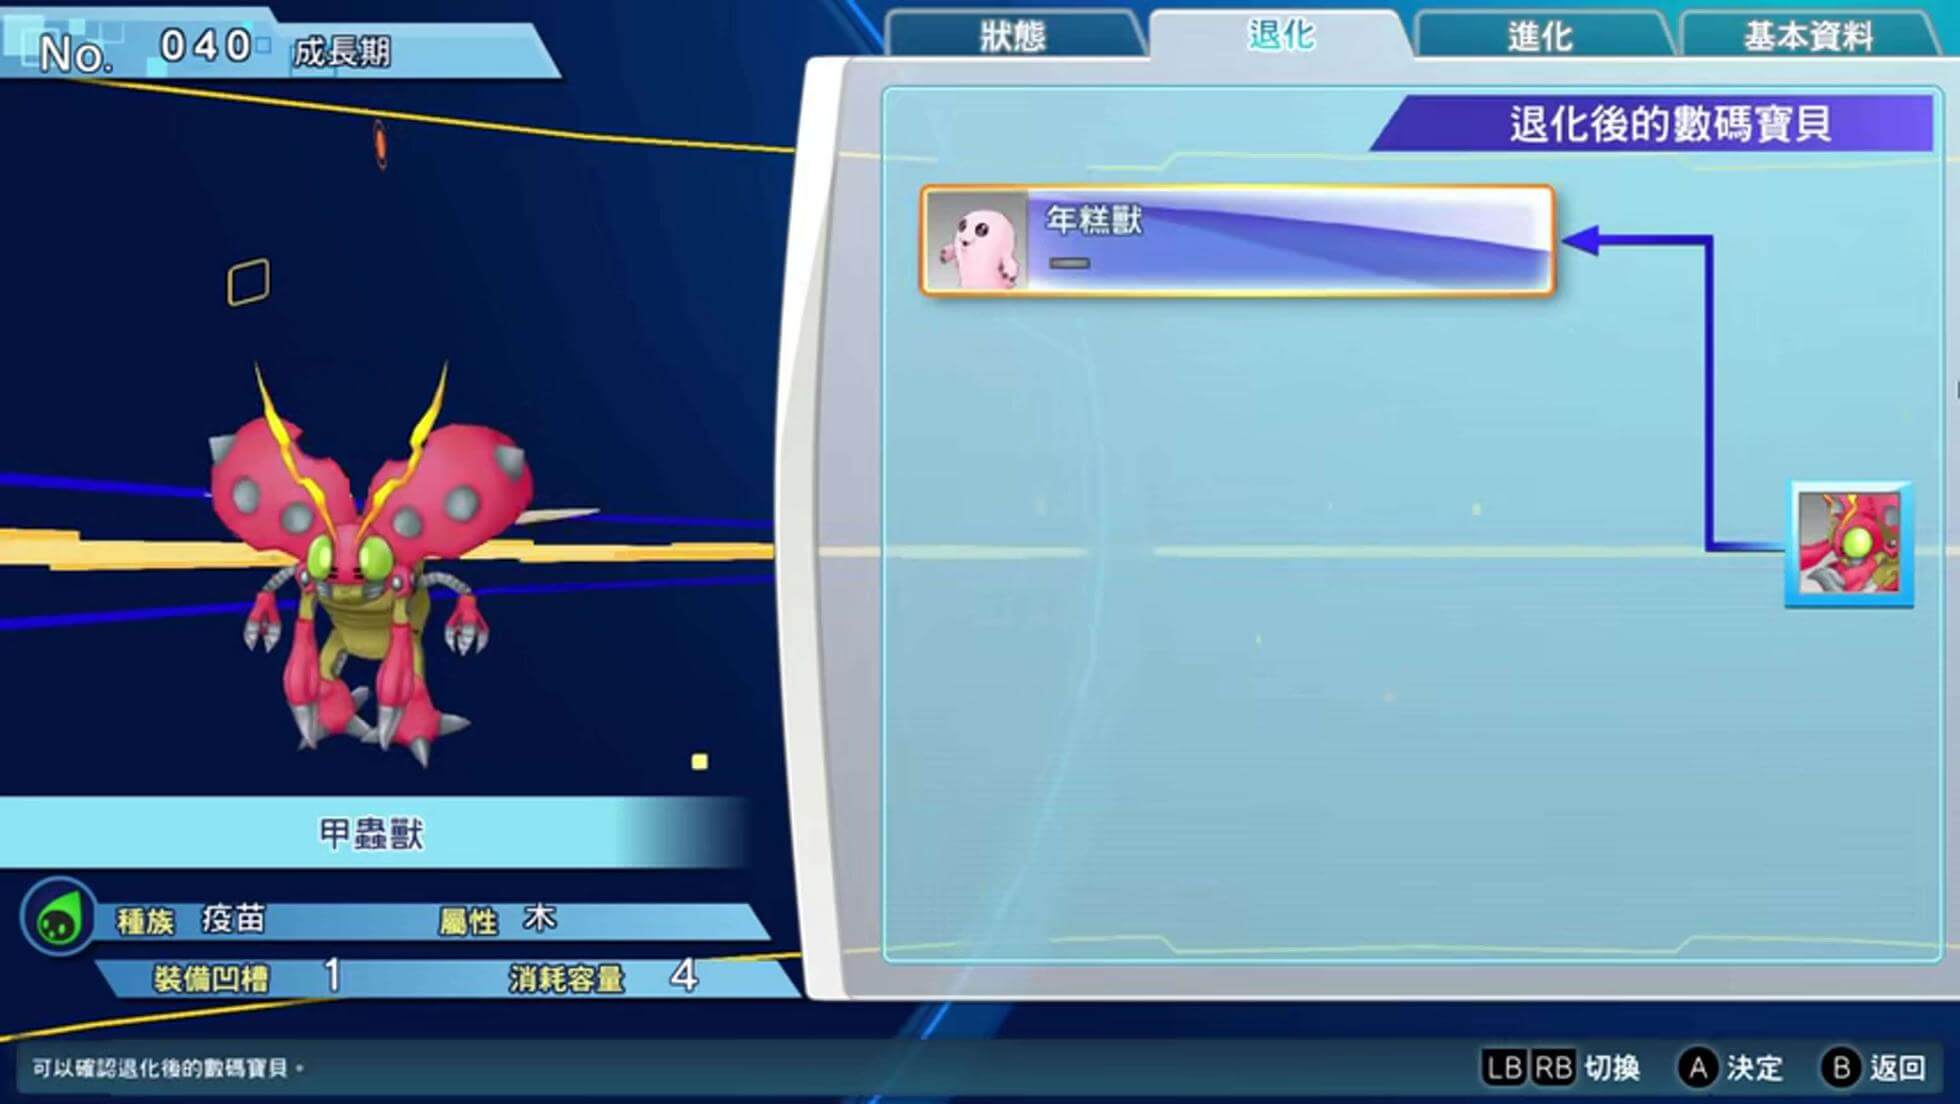 No. 040 成長期
狀態 退化 進化 基本資料
退化後的數碼寶貝
年糕獸
甲蟲獸
種族 疫苗 屬性 木
裝備凹槽 1 消耗容量 4
可以確認退化後的數碼寶貝。
LB RB 切換 A 決定 B 返回